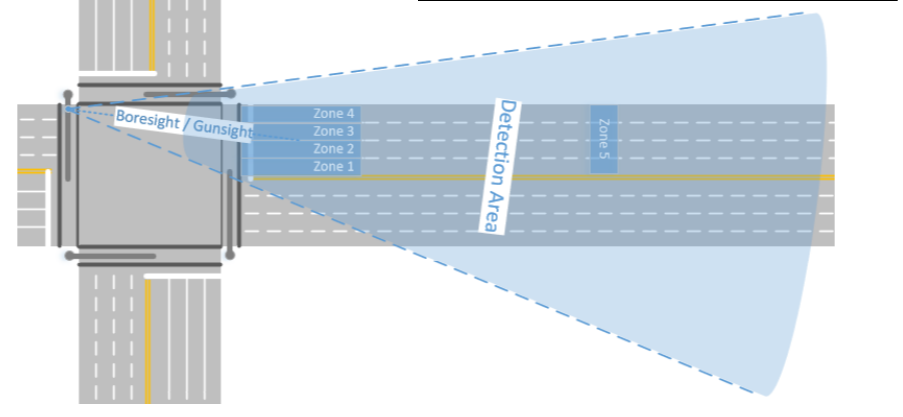 Boresight / Gunsight
Zone 4
Zone 3
Zone 2
Zone 1
Detection Area
Zone 5